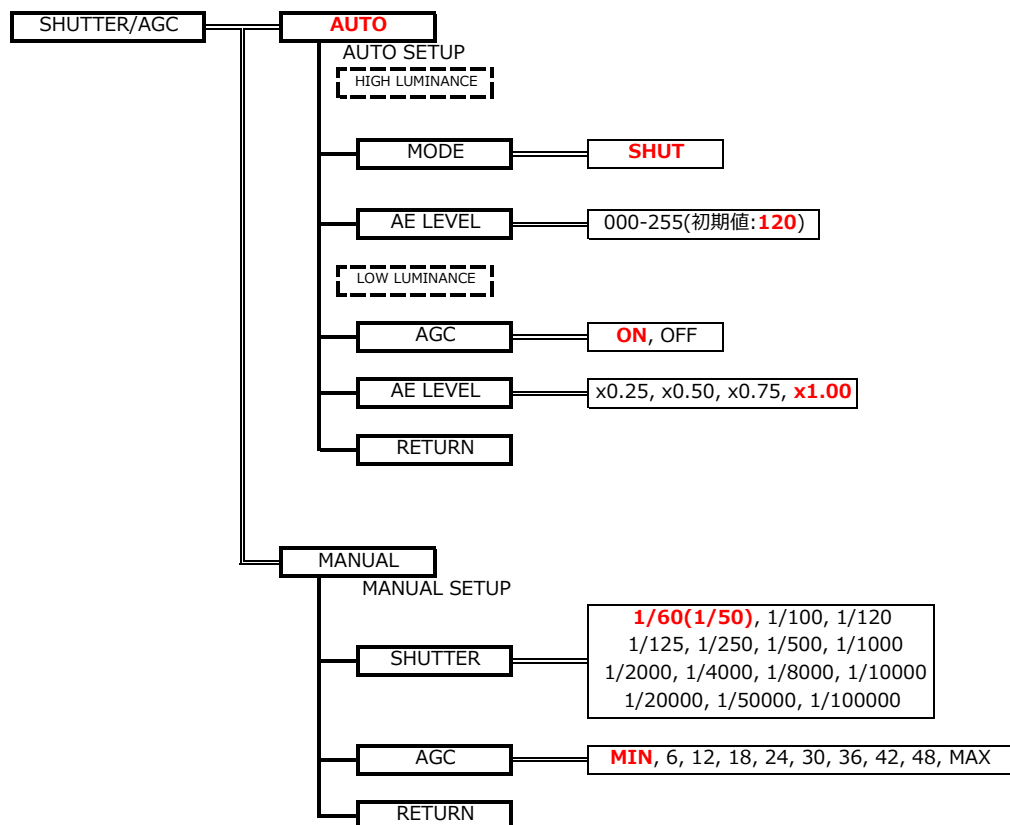 SHUTTER/AGC AUTO
AUTO SETUP
HIGH LUMINANCE
MODE SHUT
AE LEVEL 000-255(初期値:120)
LOW LUMINANCE
AGC ON, OFF
AE LEVEL x0.25, x0.50, x0.75, x1.00
RETURN
MANUAL
MANUAL SETUP
SHUTTER
1/60(1/50), 1/100, 1/120
1/125, 1/250, 1/500, 1/1000
1/2000, 1/4000, 1/8000, 1/10000
1/20000, 1/50000, 1/100000
AGC MIN, 6, 12, 18, 24, 30, 36, 42, 48, MAX
RETURN